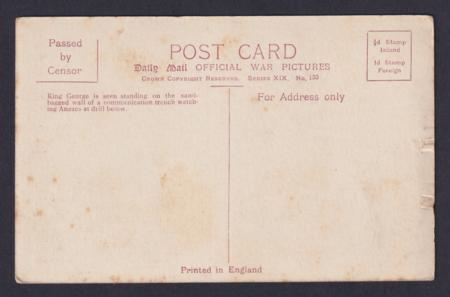 Passed
by
Censor
POST CARD
Daily Mail OFFICIAL WAR PICTURES
CROWN COPYRIGHT RESERVED. SERIES XIX. No. 150
½d Stamp
Inland
1d Stamp
Foreign
King George is seen standing on the sand-
bagged wall of a communication trench watch-
ing Anzacs at drill below.
For Address only
Printed in England